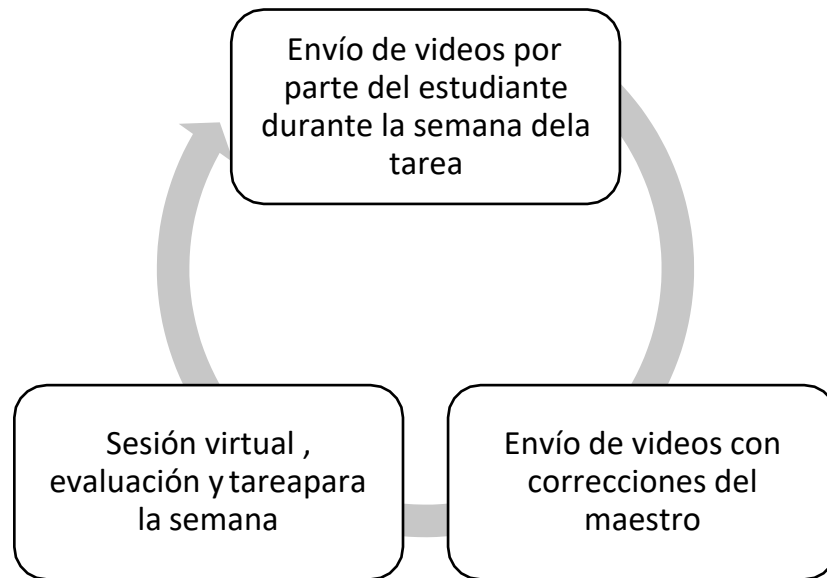 Envío de videos por
parte del estudiante
durante la semana dela
tarea
Sesión virtual ,
evaluación y tareapara
la semana
Envío de videos con
correcciones del
maestro